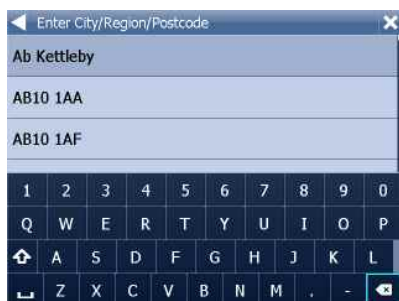 Enter City/Region/Postcode
Ab Kettleby
AB10 1AA
AB10 1AF
1 2 3 4 5 6 7 8 9 0
Q W E R T Y U I O P
A S D F G H J K L
Z X C V B N M . -